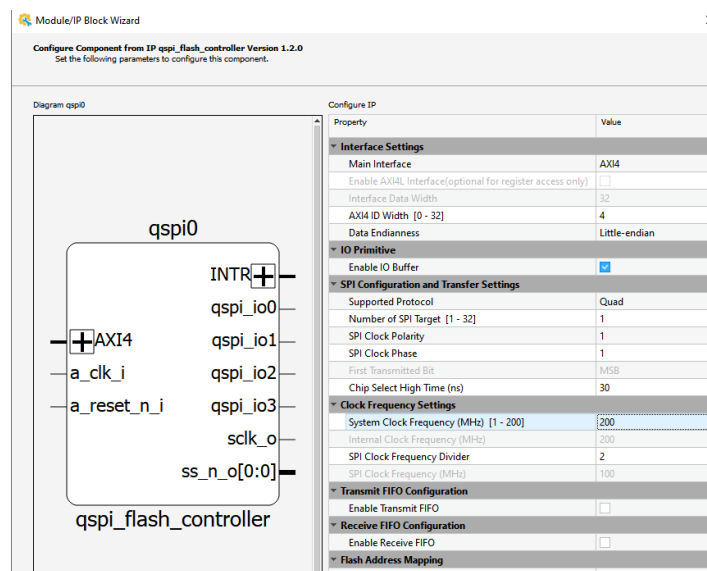 Module/IP Block Wizard
Configure Component from IP qspi_flash_controller Version 1.2.0
Set the following parameters to configure this component.
Diagram qspi0
qspi0
INTR
qspi_io0
AXI4
qspi_io1
a_clk_i
qspi_io2
a_reset_n_i
qspi_io3
sclk_o
ss_n_o[0:0]
qspi_flash_controller
Configure IP
Property Value
Interface Settings
Main Interface AXI4
Enable AXI4L Interface(optional for register access only)
Interface Data Width 32
AXI4 ID Width [0 - 32] 4
Data Endianness Little-endian
IO Primitive
Enable IO Buffer
SPI Configuration and Transfer Settings
Supported Protocol Quad
Number of SPI Target [1 - 32] 1
SPI Clock Polarity 1
SPI Clock Phase 1
First Transmitted Bit MSB
Chip Select High Time (ns) 30
Clock Frequency Settings
System Clock Frequency (MHz) [1 - 200] 200
Internal Clock Frequency (MHz) 200
SPI Clock Frequency Divider 2
SPI Clock Frequency (MHz) 100
Transmit FIFO Configuration
Enable Transmit FIFO
Receive FIFO Configuration
Enable Receive FIFO
Flash Address Mapping